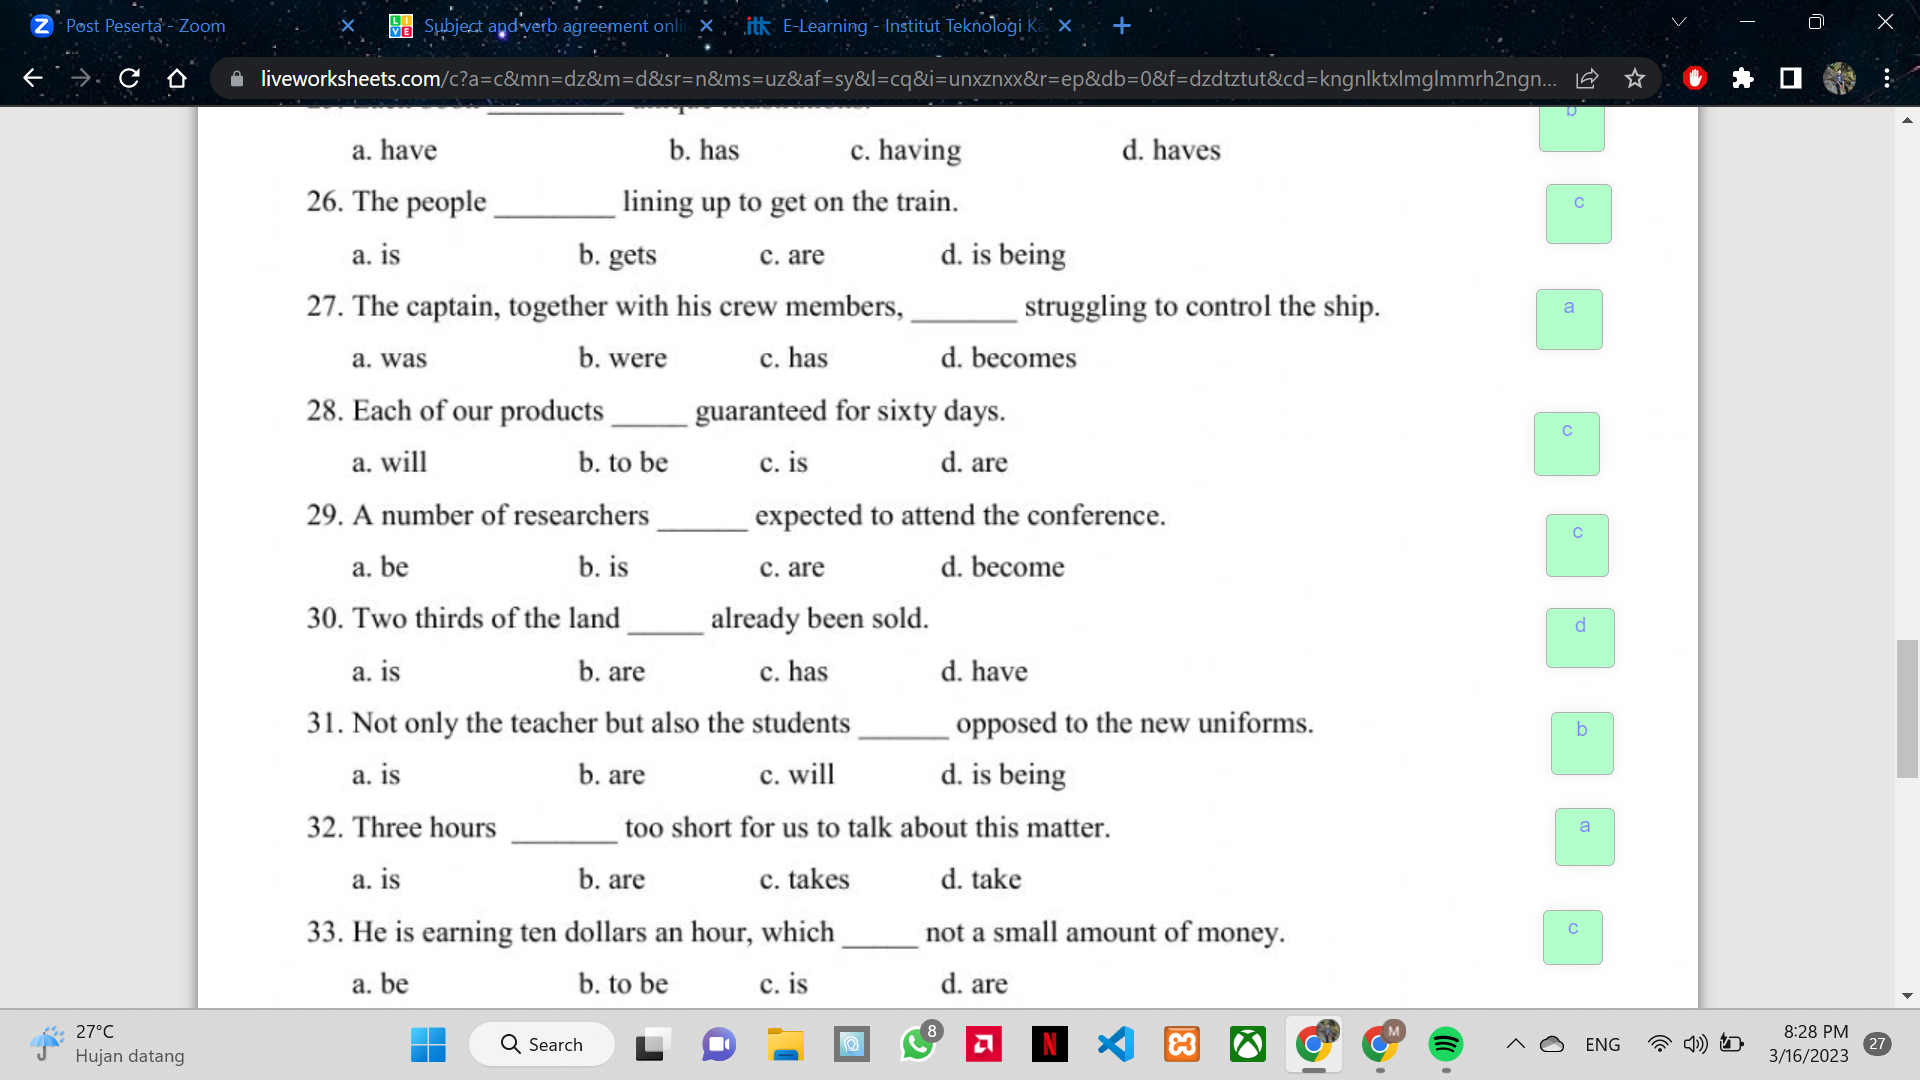 Post Peserta - Zoom
Subject and verb agreement onli
E-Learning - Institut Teknologi Ka
liveworksheets.com/c?a=c&mn=dz&m=d&sr=n&ms=uz&af=sy&l=cq&i=unxznxx&r=ep&db=0&f=dzdtztut&cd=kngnlktxlmglmmrh2ngn...
b
a. have b. has c. having d. haves
26. The people ________ lining up to get on the train. c
a. is b. gets c. are d. is being
27. The captain, together with his crew members, _______ struggling to control the ship. a
a. was b. were c. has d. becomes
28. Each of our products _____ guaranteed for sixty days. c
a. will b. to be c. is d. are
29. A number of researchers ______ expected to attend the conference. c
a. be b. is c. are d. become
30. Two thirds of the land _____ already been sold. d
a. is b. are c. has d. have
31. Not only the teacher but also the students ______ opposed to the new uniforms. b
a. is b. are c. will d. is being
32. Three hours _______ too short for us to talk about this matter. a
a. is b. are c. takes d. take
33. He is earning ten dollars an hour, which _____ not a small amount of money. c
a. be b. to be c. is d. are
27°C
Hujan datang
Search
8
M
ENG
8:28 PM
3/16/2023
27